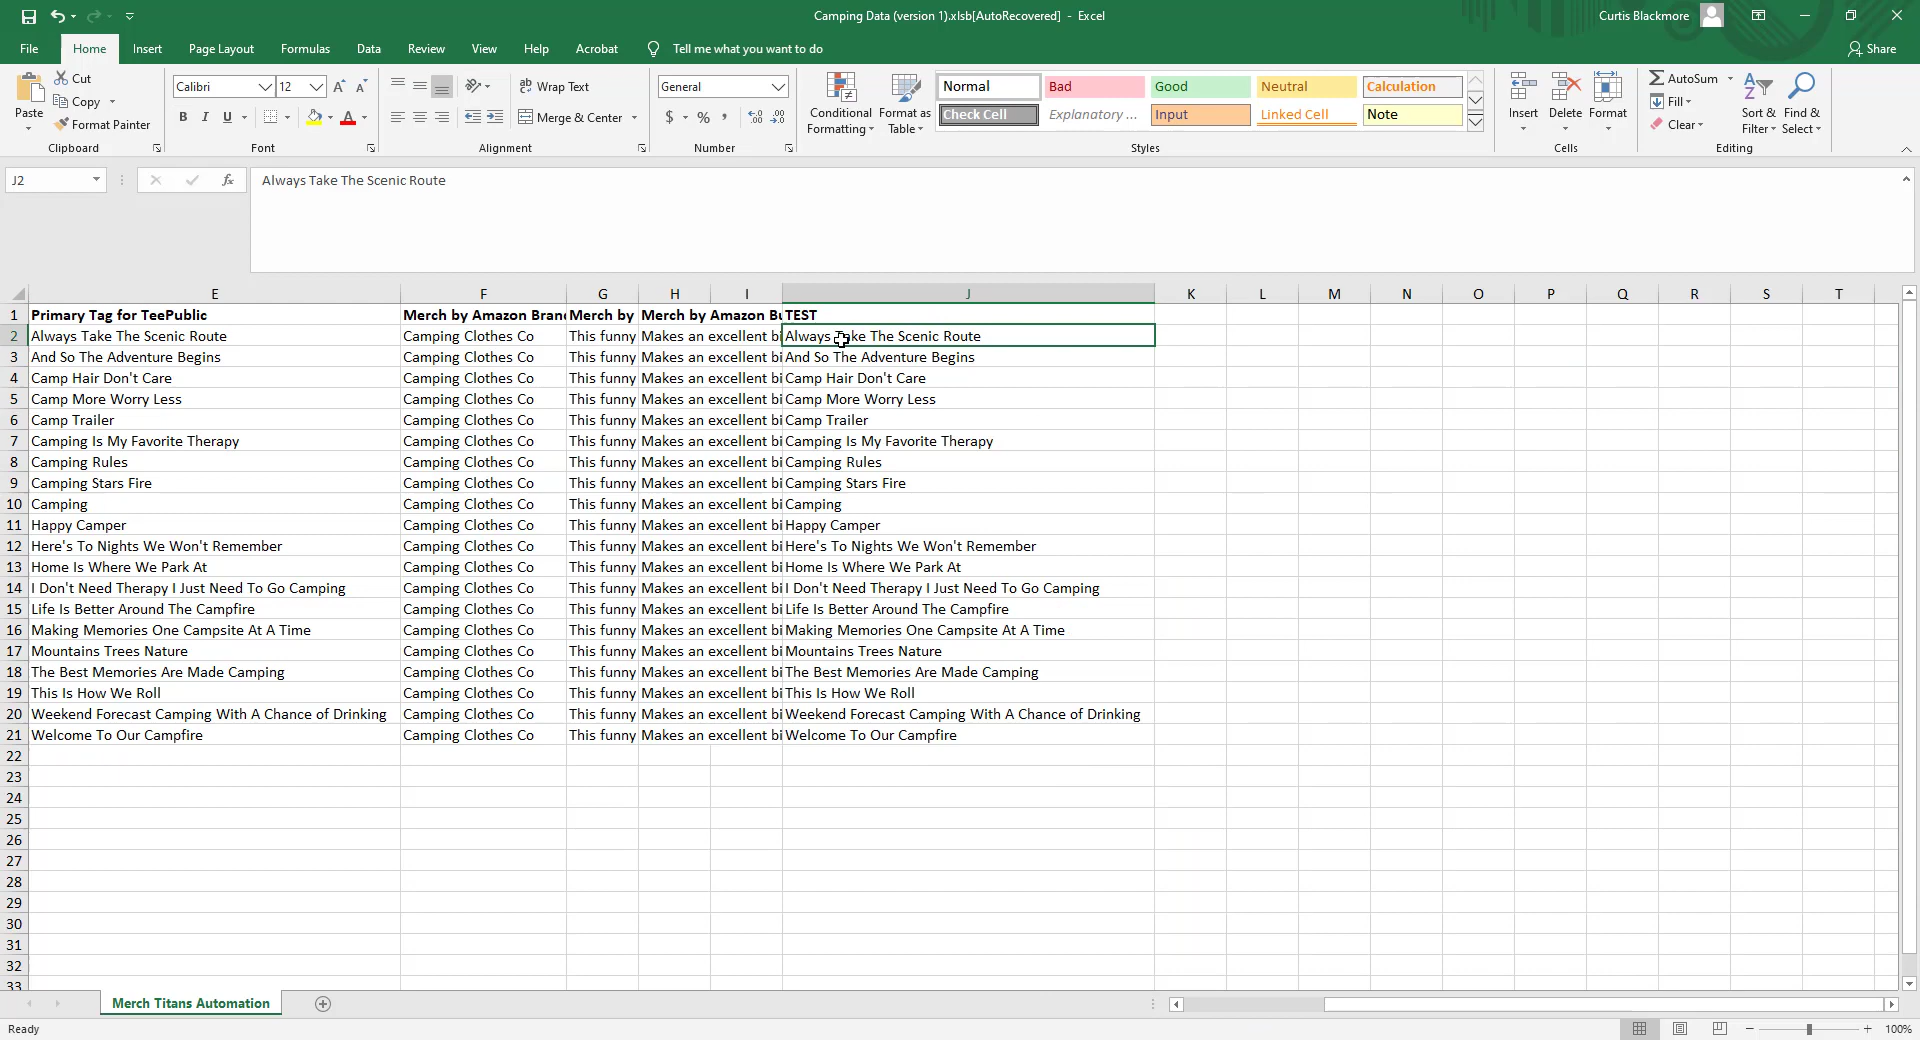 Camping Data (version 1).xlsb[AutoRecovered] - Excel
Curtis Blackmore
File Home Insert Page Layout Formulas Data Review View Help Acrobat Tell me what you want to do Share
Paste
Cut
Copy
Format Painter
Clipboard
Calibri 12
B I U
Font
Wrap Text
Merge & Center
Alignment
General
$ % ,
Number
Conditional Formatting
Format as Table
Normal Bad Good Neutral Calculation
Check Cell Explanatory ... Input Linked Cell Note
Styles
Insert Delete Format
Cells
AutoSum
Fill
Clear
Sort & Filter
Find & Select
Editing
J2 fx Always Take The Scenic Route
E F G H I J K L M N O P Q R S T
1 Primary Tag for TeePublic Merch by Amazon Bran Merch by Merch by Amazon Bu TEST
2 Always Take The Scenic Route Camping Clothes Co This funny Makes an excellent bi Always Take The Scenic Route
3 And So The Adventure Begins Camping Clothes Co This funny Makes an excellent bi And So The Adventure Begins
4 Camp Hair Don't Care Camping Clothes Co This funny Makes an excellent bi Camp Hair Don't Care
5 Camp More Worry Less Camping Clothes Co This funny Makes an excellent bi Camp More Worry Less
6 Camp Trailer Camping Clothes Co This funny Makes an excellent bi Camp Trailer
7 Camping Is My Favorite Therapy Camping Clothes Co This funny Makes an excellent bi Camping Is My Favorite Therapy
8 Camping Rules Camping Clothes Co This funny Makes an excellent bi Camping Rules
9 Camping Stars Fire Camping Clothes Co This funny Makes an excellent bi Camping Stars Fire
10 Camping Camping Clothes Co This funny Makes an excellent bi Camping
11 Happy Camper Camping Clothes Co This funny Makes an excellent bi Happy Camper
12 Here's To Nights We Won't Remember Camping Clothes Co This funny Makes an excellent bi Here's To Nights We Won't Remember
13 Home Is Where We Park At Camping Clothes Co This funny Makes an excellent bi Home Is Where We Park At
14 I Don't Need Therapy I Just Need To Go Camping Camping Clothes Co This funny Makes an excellent bi I Don't Need Therapy I Just Need To Go Camping
15 Life Is Better Around The Campfire Camping Clothes Co This funny Makes an excellent bi Life Is Better Around The Campfire
16 Making Memories One Campsite At A Time Camping Clothes Co This funny Makes an excellent bi Making Memories One Campsite At A Time
17 Mountains Trees Nature Camping Clothes Co This funny Makes an excellent bi Mountains Trees Nature
18 The Best Memories Are Made Camping Camping Clothes Co This funny Makes an excellent bi The Best Memories Are Made Camping
19 This Is How We Roll Camping Clothes Co This funny Makes an excellent bi This Is How We Roll
20 Weekend Forecast Camping With A Chance of Drinking Camping Clothes Co This funny Makes an excellent bi Weekend Forecast Camping With A Chance of Drinking
21 Welcome To Our Campfire Camping Clothes Co This funny Makes an excellent bi Welcome To Our Campfire
22
23
24
25
26
27
28
29
30
31
32
33
Merch Titans Automation
Ready
100%